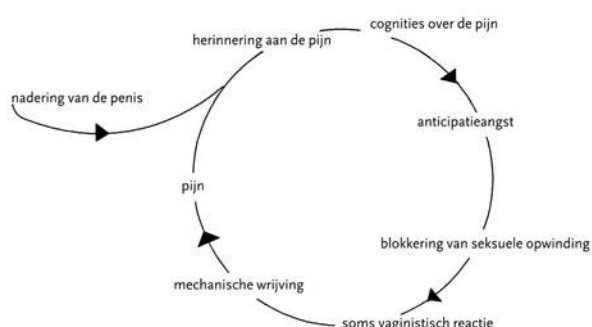 cognities over de pijn
herinnering aan de pijn
nadering van de penis
anticipatieangst
pijn
blokkering van seksuele opwinding
mechanische wrijving
soms vaginistisch reactie